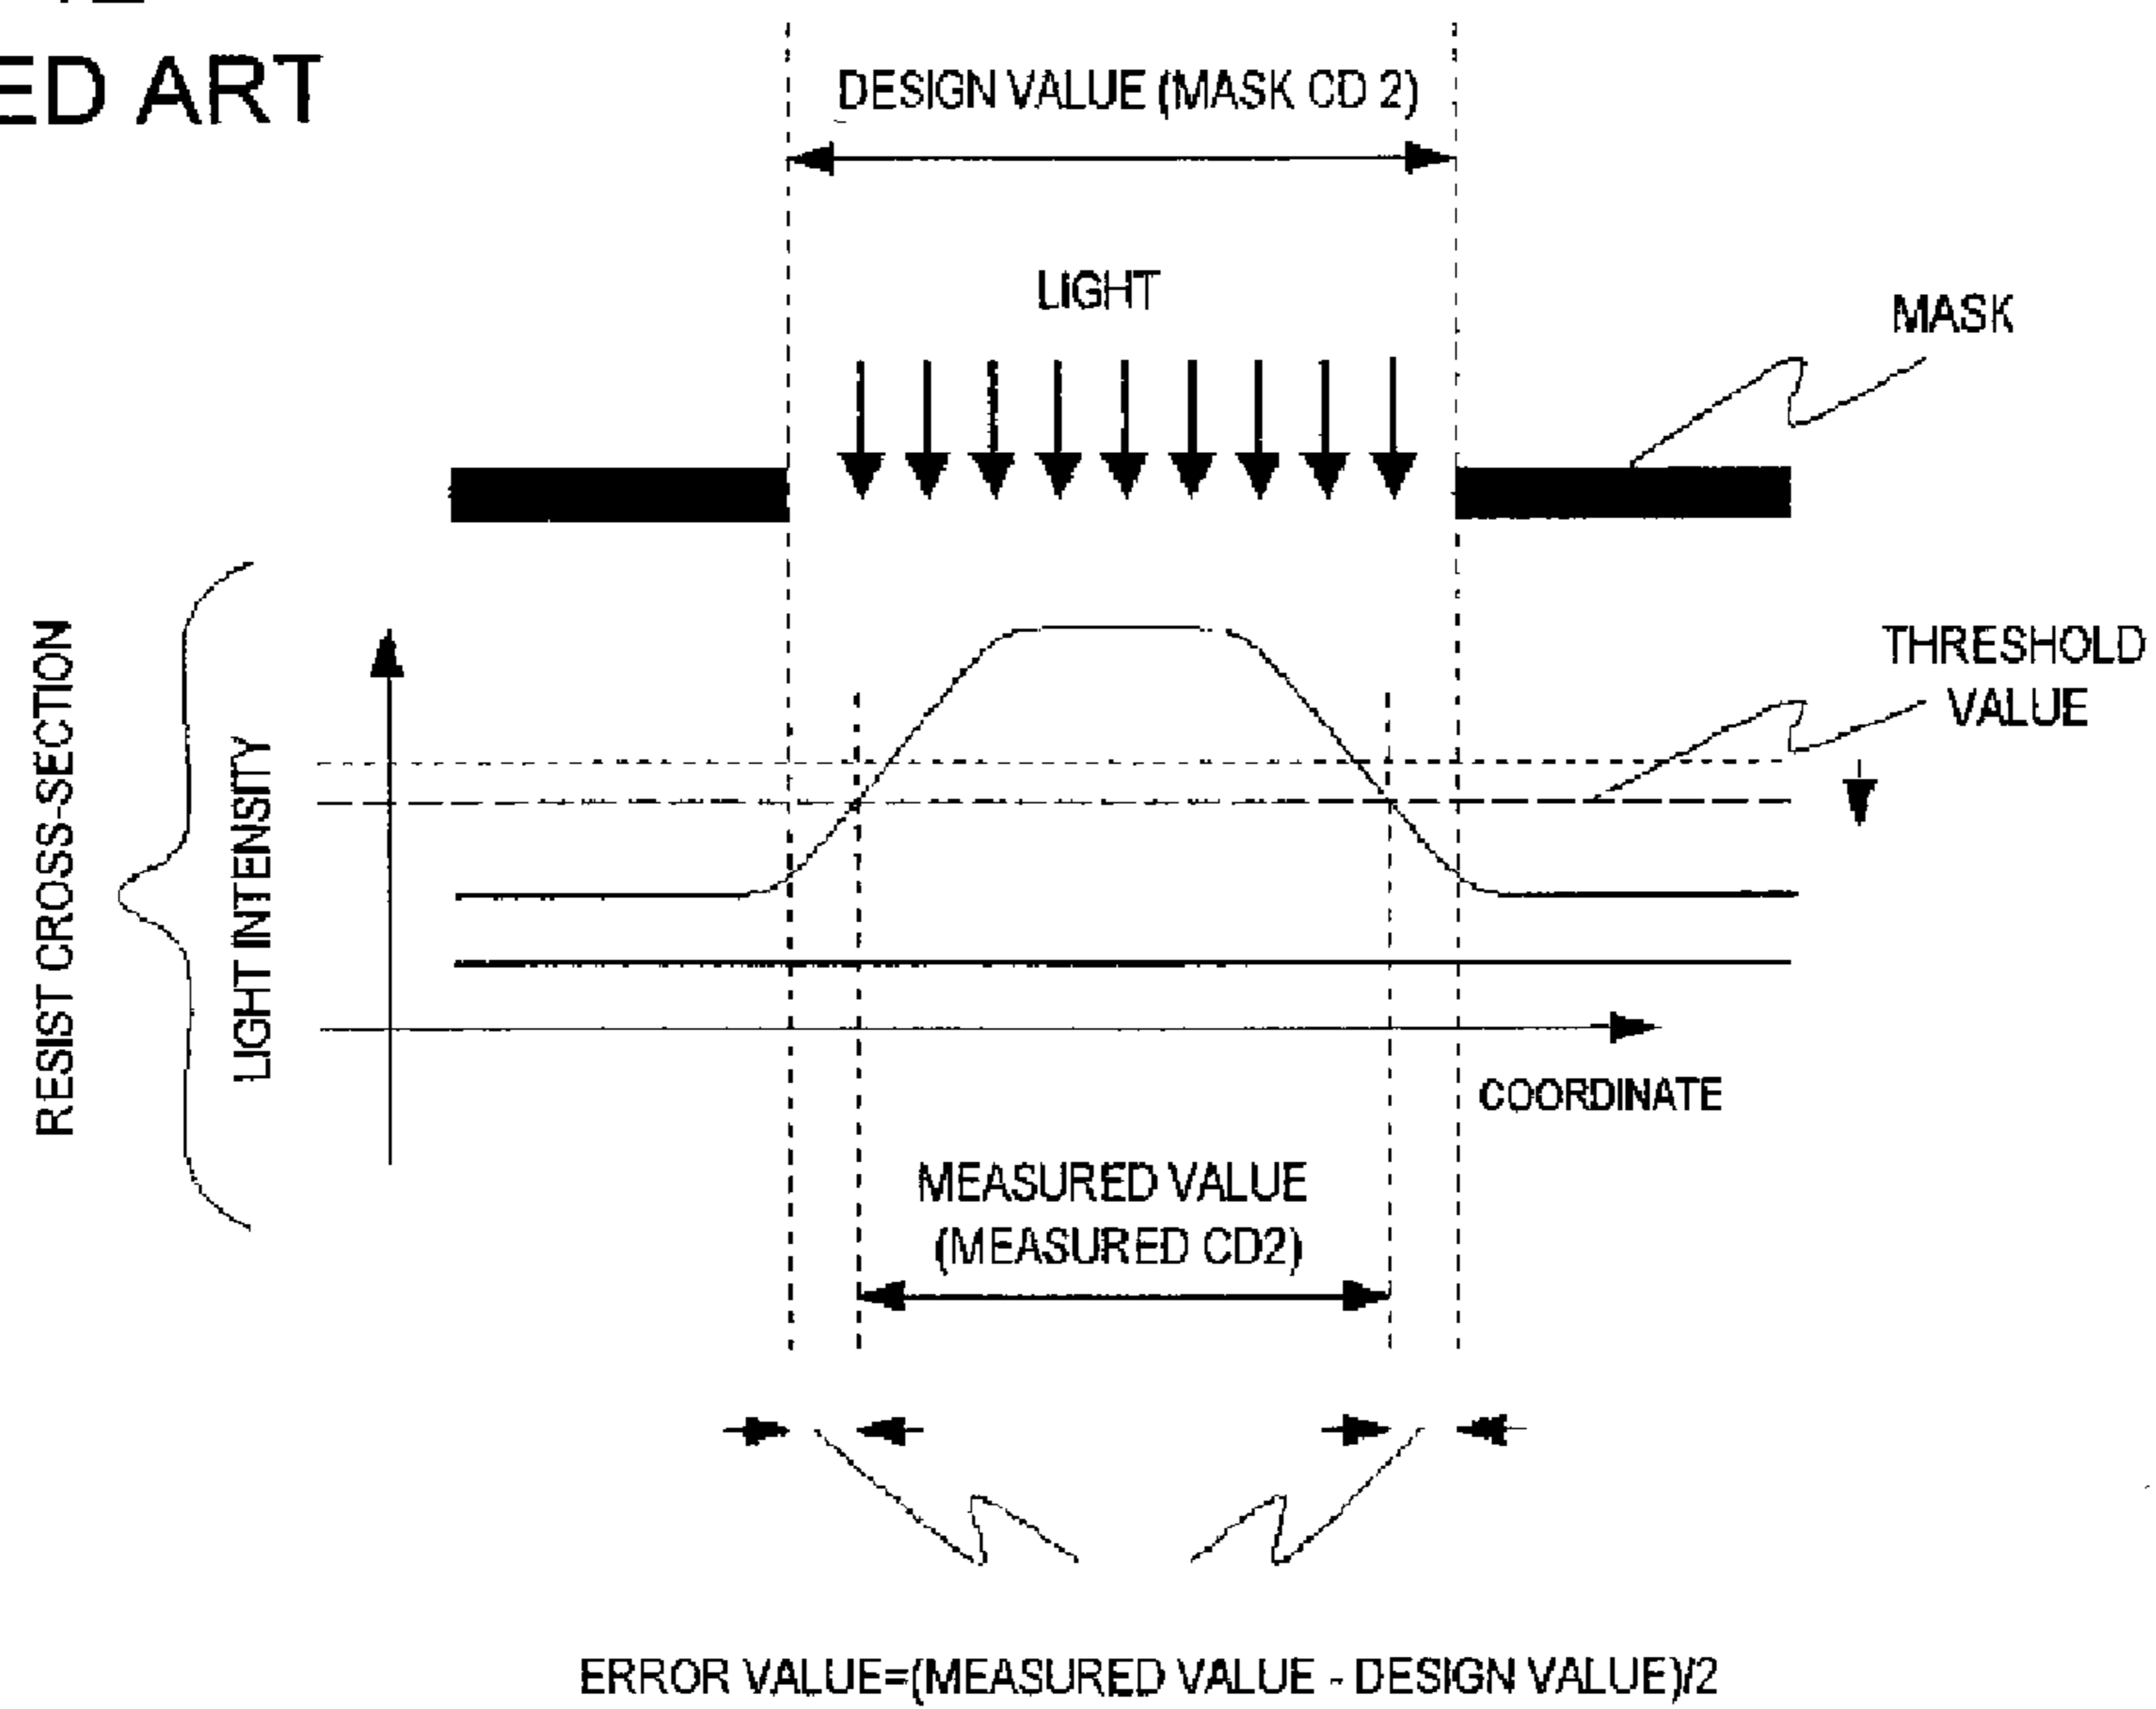 ED ART
DESIGN VALUE (MASK CD 2)
LIGHT
MASK
THRESHOLD
VALUE
RESIST CROSS-SECTION
LIGHT INTENSITY
COORDINATE
MEASURED VALUE
(MEASURED CD2)
ERROR VALUE=(MEASURED VALUE - DESIGN VALUE)/2